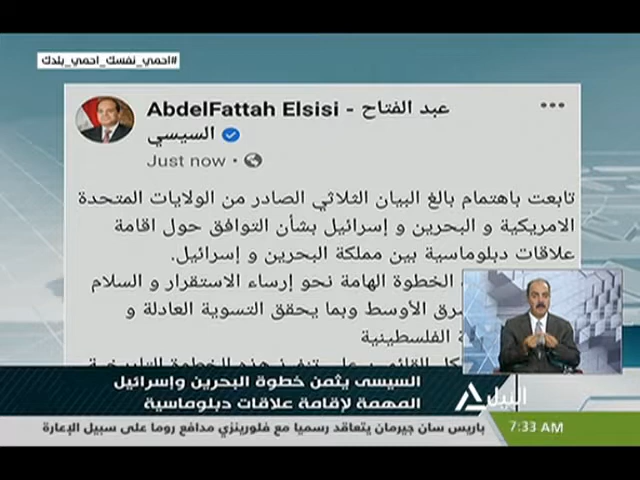 #احمي_نفسك_احمي_بلدك
AbdelFattah Elsisi - عبد الفتاح
السيسي
Just now
تابعت باهتمام بالغ البيان الثلاثي الصادر من الولايات المتحدة
الامريكية و البحرين و إسرائيل بشأن التوافق حول اقامة
علاقات دبلوماسية بين مملكة البحرين و إسرائيل.
الخطوة الهامة نحو إرساء الاستقرار و السلام
الأوسط وبما يحقق التسوية العادلة و
الفلسطينية
السيسى يثمن خطوة البحرين وإسرائيل
المهمة لإقامة علاقات دبلوماسية
النيل
7:33 AM
باريس سان جيرمان يتعاقد رسميا مع فلورينزي مدافع روما على سبيل الإعارة